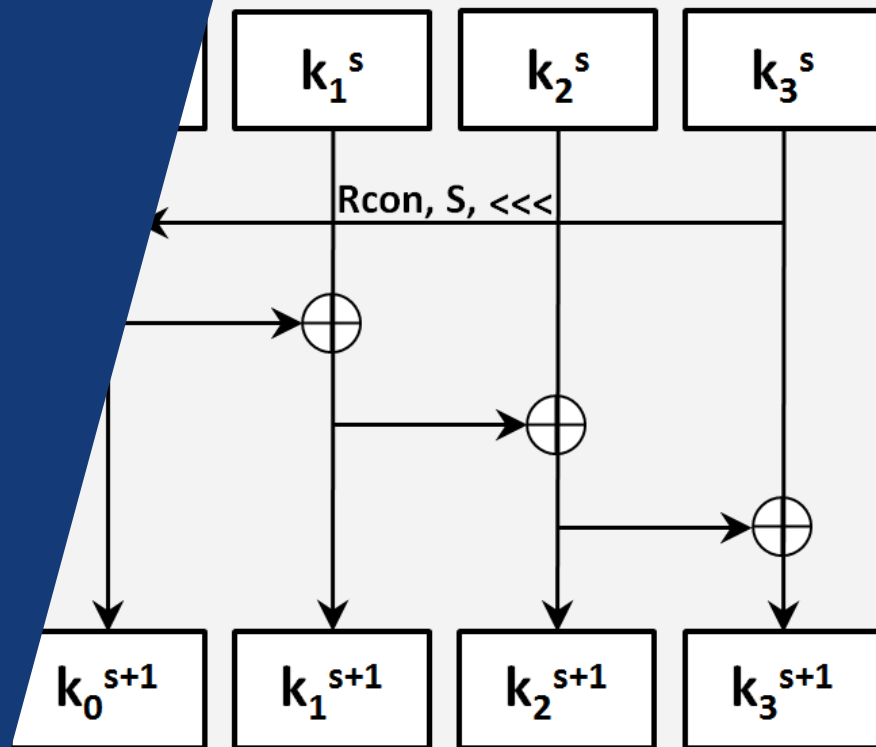 k₁ˢ k₂ˢ k₃ˢ
Rcon, S, <<<
k₀ˢ⁺¹ k₁ˢ⁺¹ k₂ˢ⁺¹ k₃ˢ⁺¹